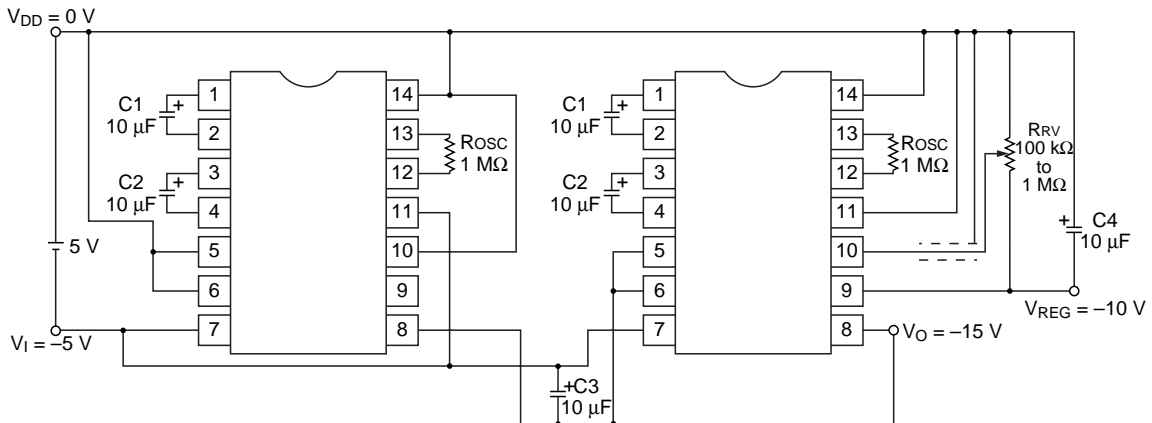 VDD = 0 V
5 V
VI = –5 V
C1
10 μF
+
C2
10 μF
+
1
2
3
4
5
6
7
14
13
12
11
10
9
8
ROSC
1 MΩ
+C3
10 μF
C1
10 μF
+
C2
10 μF
+
1
2
3
4
5
6
7
14
13
12
11
10
9
8
ROSC
1 MΩ
RRV
100 kΩ
to
1 MΩ
+
C4
10 μF
VREG = –10 V
VO = –15 V